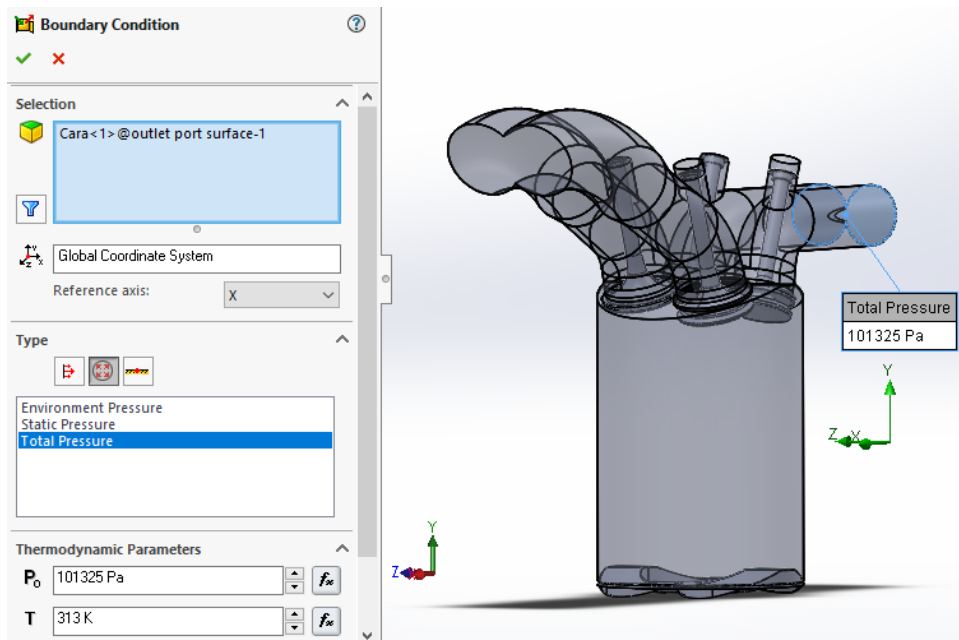 Boundary Condition
Selection
Cara<1>@outlet port surface-1
Global Coordinate System
Reference axis:
X
Type
Environment Pressure
Static Pressure
Total Pressure
Thermodynamic Parameters
P₀ 101325 Pa
T 313 K
Total Pressure
101325 Pa
Y
Z X
Y
Z